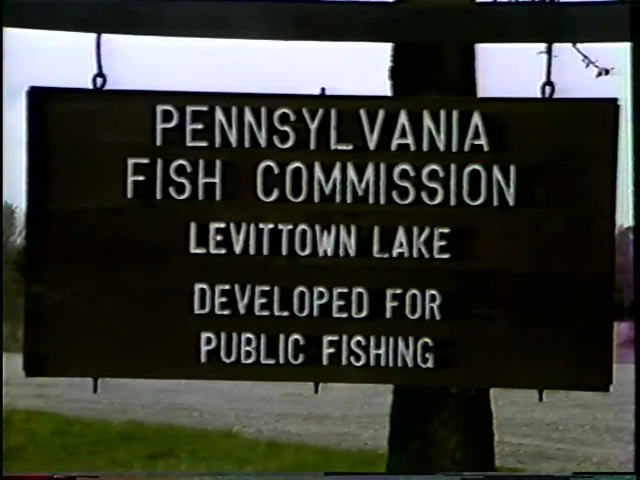 PENNSYLVANIA
FISH COMMISSION
LEVITTOWN LAKE
DEVELOPED FOR
PUBLIC FISHING